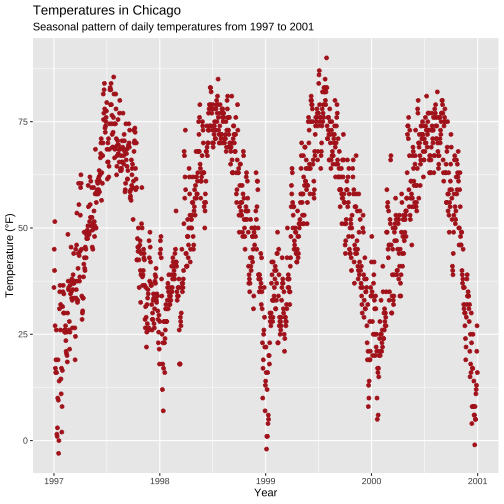 Temperatures in Chicago
Seasonal pattern of daily temperatures from 1997 to 2001
Temperature (°F)
75
50
25
0
1997 1998 1999 2000 2001
Year